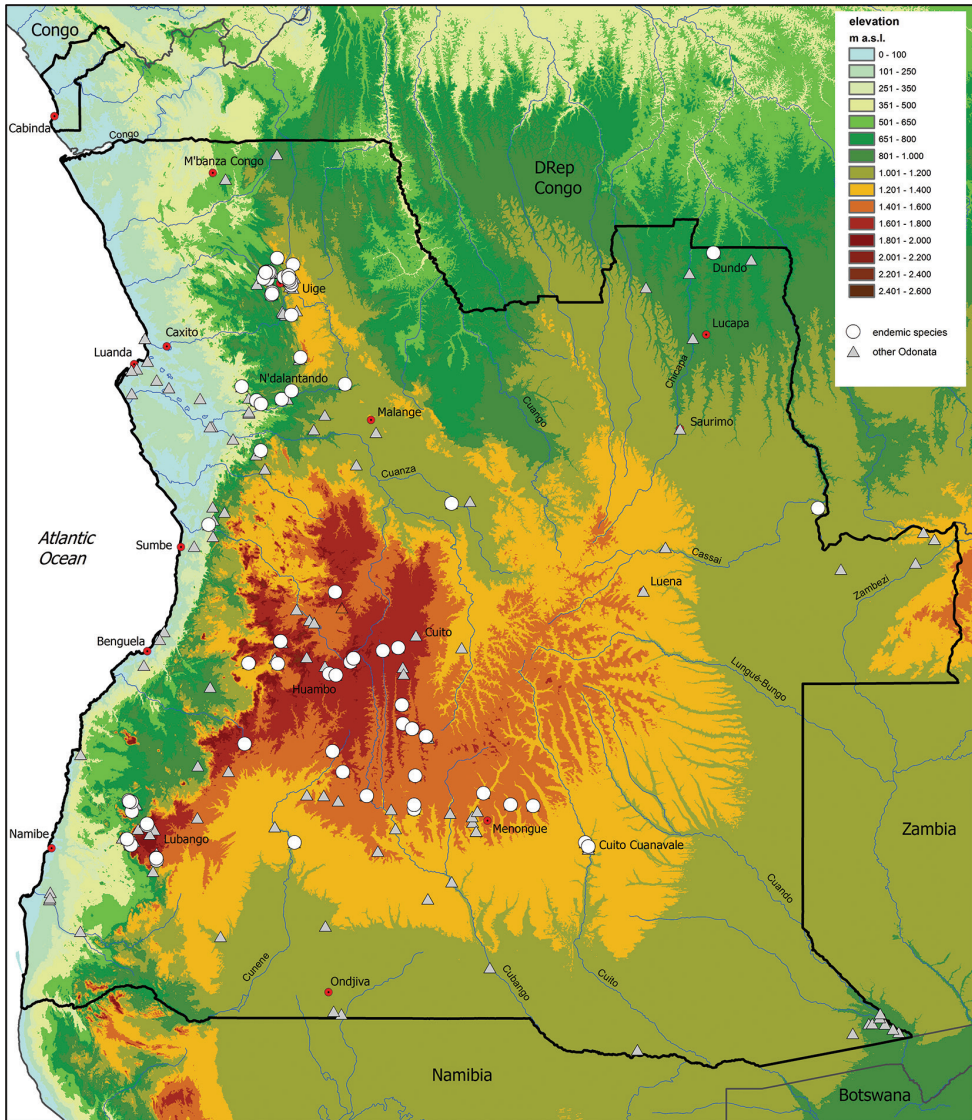 Congo
Cabinda
Congo
M'banza Congo
DRep
Congo
Dundo
Uige
Caxito
Lucapa
Luanda
Chicapa
N'dalantando
Cuango
Malange
Saurimo
Cuanza
Atlantic
Ocean
Sumbe
Cassai
Zambezi
Luena
Benguela
Cuito
Lungué-Bungo
Huambo
Menongue
Lubango
Namibe
Cuito Cuanavale
Zambia
Cuando
Cunene
Cubango
Cuito
Ondjiva
Namibia
Botswana
elevation
m a.s.l.
0 - 100
101 - 250
251 - 350
351 - 500
501 - 650
651 - 800
801 - 1.000
1.001 - 1.200
1.201 - 1.400
1.401 - 1.600
1.601 - 1.800
1.801 - 2.000
2.001 - 2.200
2.201 - 2.400
2.401 - 2.600
endemic species
other Odonata